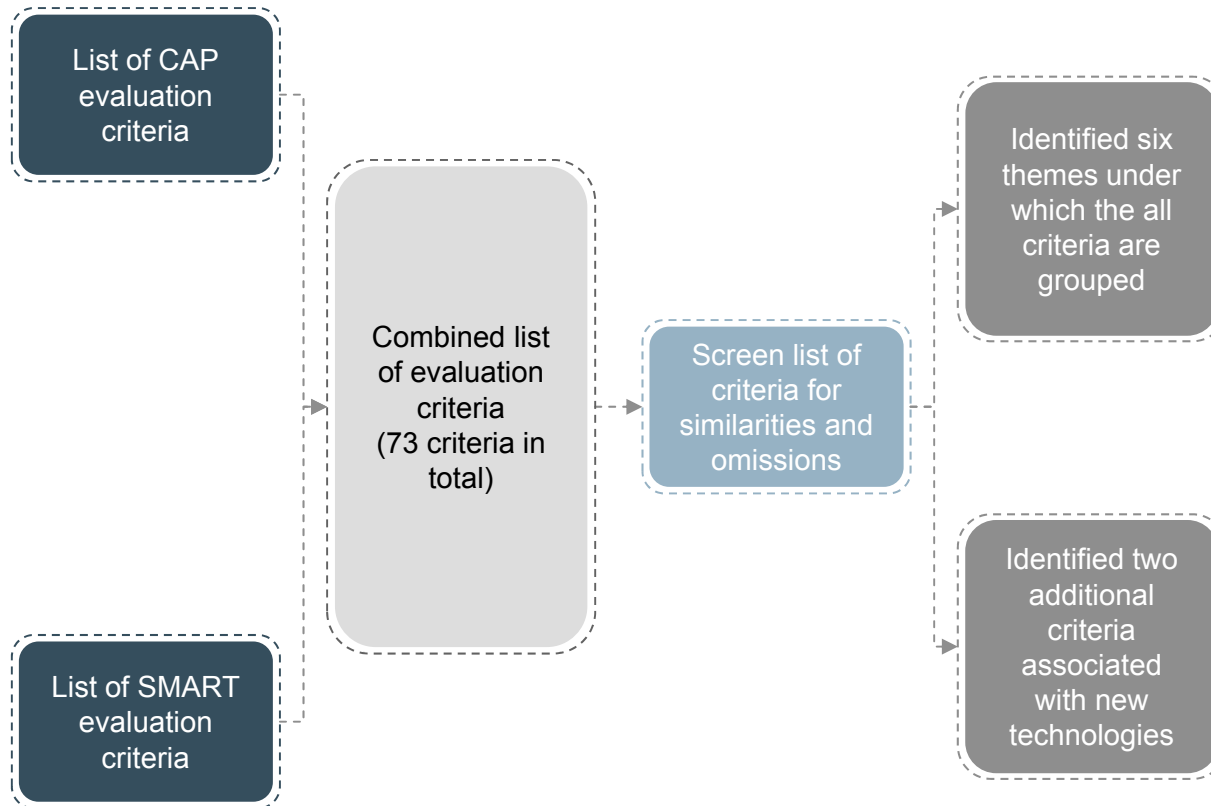 List of CAP
evaluation
criteria
List of SMART
evaluation
criteria
Combined list
of evaluation
criteria
(73 criteria in
total)
Screen list of
criteria for
similarities and
omissions
Identified six
themes under
which the all
criteria are
grouped
Identified two
additional
criteria
associated
with new
technologies